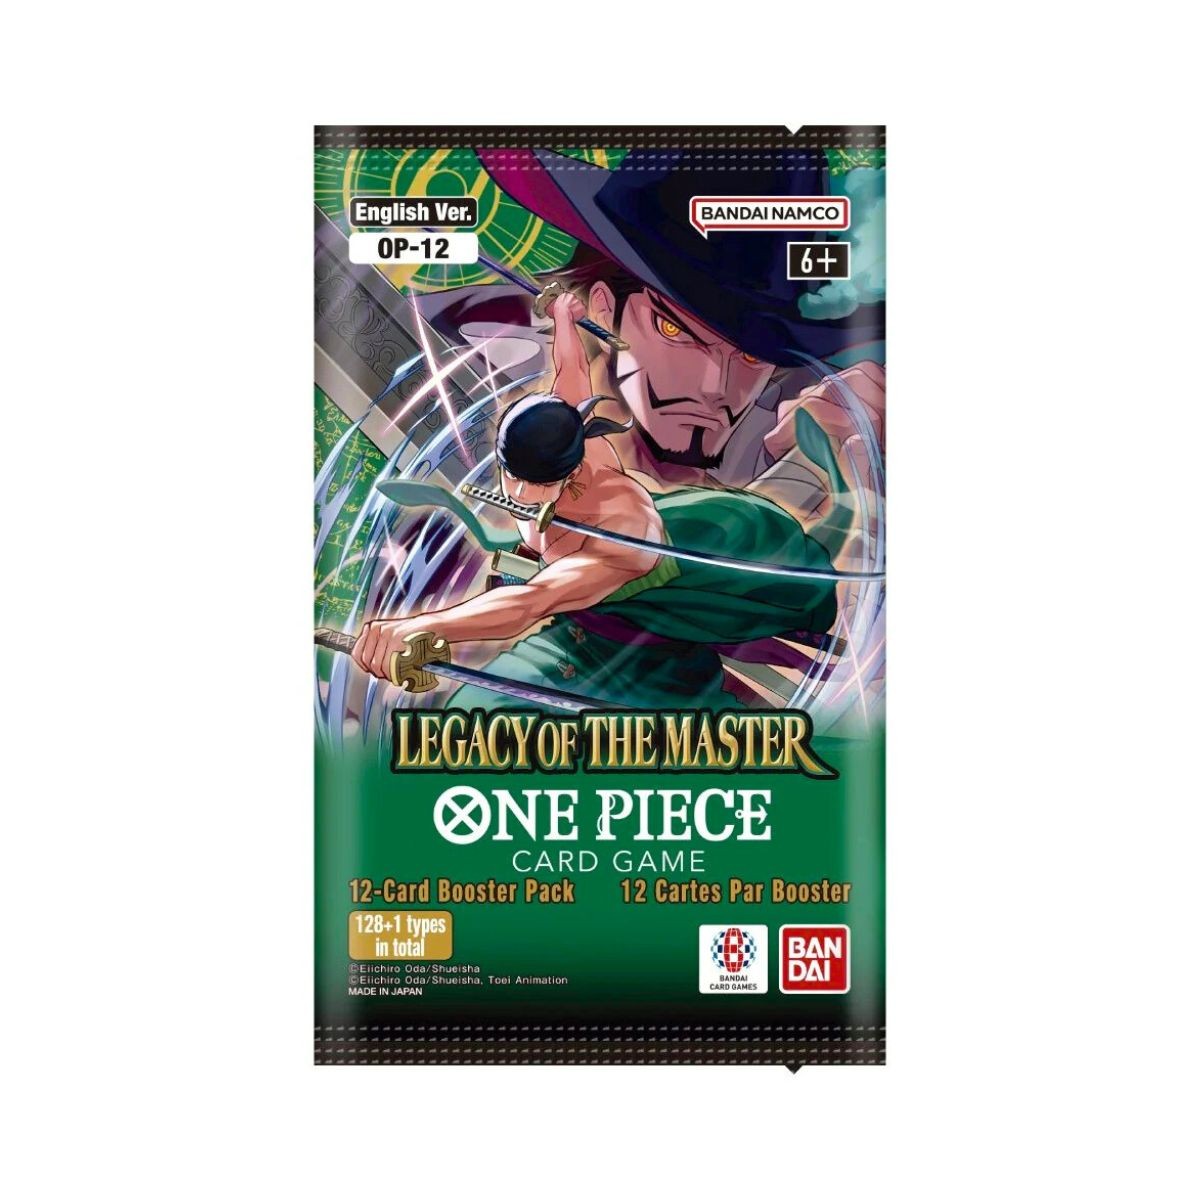 English Ver.
OP-12
BANDAI NAMCO
6+
LEGACY OF THE MASTER
ONE PIECE
CARD GAME
12-Card Booster Pack
12 Cartes Par Booster
128+1 types
in total
©Eiichiro Oda/Shueisha
©Eiichiro Oda/Shueisha, Toei Animation
MADE IN JAPAN
BANDAI
CARD GAMES
BAN
DAI